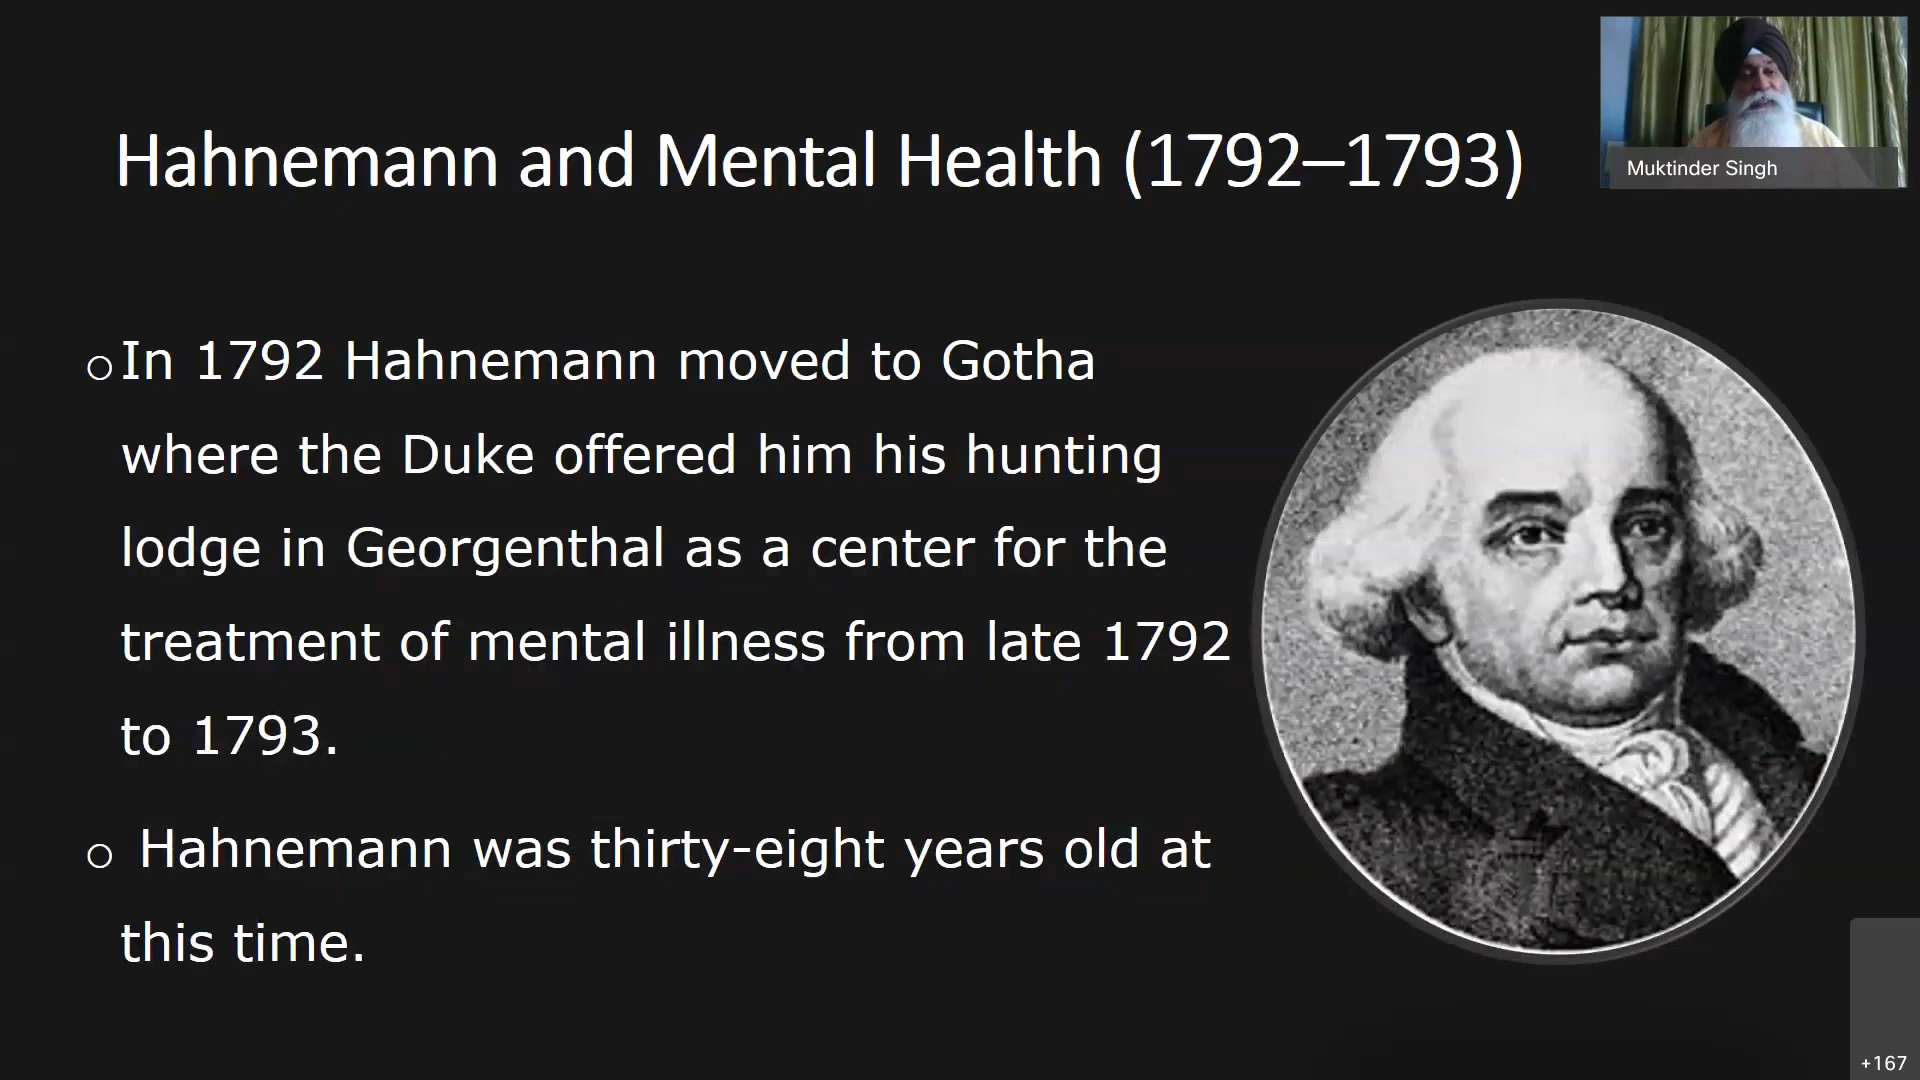 Hahnemann and Mental Health (1792–1793)
Muktinder Singh
○In 1792 Hahnemann moved to Gotha
where the Duke offered him his hunting
lodge in Georgenthal as a center for the
treatment of mental illness from late 1792
to 1793.
○ Hahnemann was thirty-eight years old at
this time.
+167